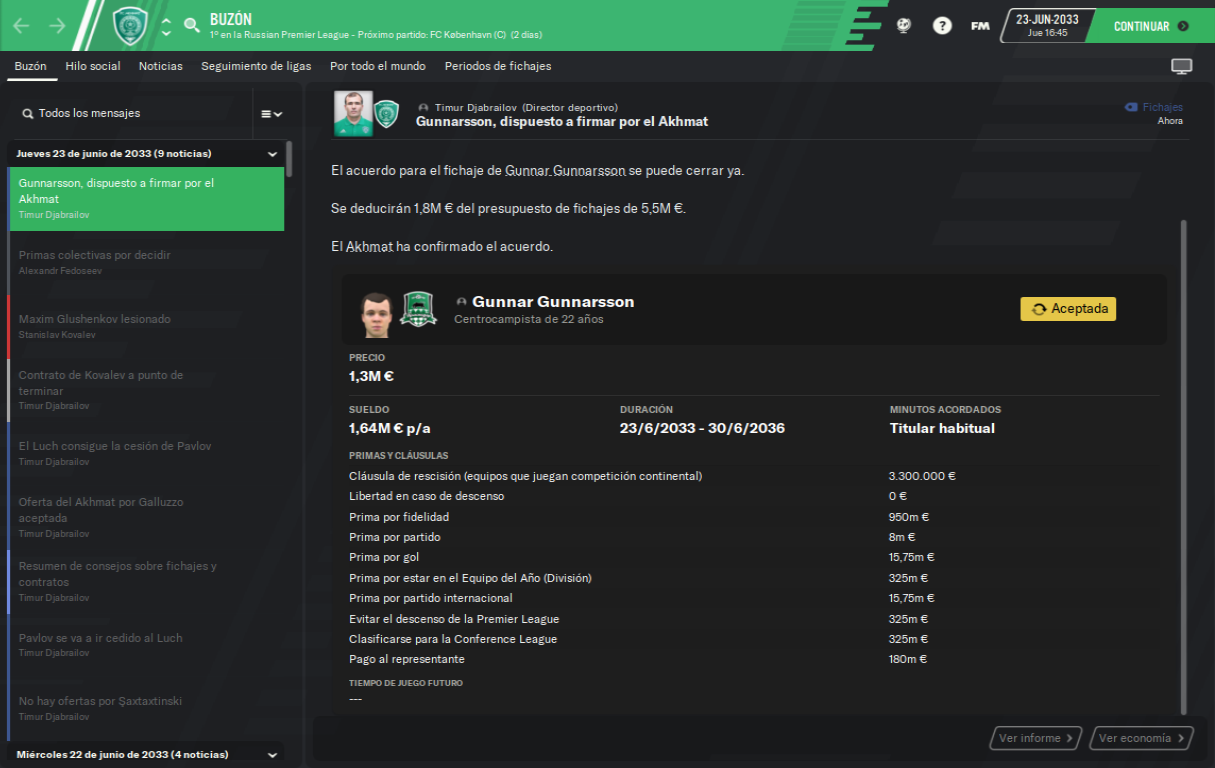 BUZÓN
1º en la Russian Premier League - Próximo partido: FC København (C) (2 días)
FM
23-JUN-2033
Jue 16:45
CONTINUAR
Buzón Hilo social Noticias Seguimiento de ligas Por todo el mundo Periodos de fichajes
Todos los mensajes
Jueves 23 de junio de 2033 (9 noticias)
Gunnarsson, dispuesto a firmar por el
Akhmat
Timur Djabrailov
Primas colectivas por decidir
Alexandr Fedoseev
Maxim Glushenkov lesionado
Stanislav Kovalev
Contrato de Kovalev a punto de
terminar
Timur Djabrailov
El Luch consigue la cesión de Pavlov
Timur Djabrailov
Oferta del Akhmat por Galluzzo
aceptada
Timur Djabrailov
Resumen de consejos sobre fichajes y
contratos
Timur Djabrailov
Pavlov se va a ir cedido al Luch
Timur Djabrailov
No hay ofertas por Şaxtaxtinski
Timur Djabrailov
Miércoles 22 de junio de 2033 (4 noticias)
Timur Djabrailov (Director deportivo)
Gunnarsson, dispuesto a firmar por el Akhmat
Fichajes
Ahora
El acuerdo para el fichaje de Gunnar Gunnarsson se puede cerrar ya.
Se deducirán 1,8M € del presupuesto de fichajes de 5,5M €.
El Akhmat ha confirmado el acuerdo.
Gunnar Gunnarsson
Centrocampista de 22 años
Aceptada
PRECIO
1,3M €
SUELDO DURACIÓN MINUTOS ACORDADOS
1,64M € p/a 23/6/2033 - 30/6/2036 Titular habitual
PRIMAS Y CLÁUSULAS
Cláusula de rescisión (equipos que juegan competición continental) 3.300.000 €
Libertad en caso de descenso 0 €
Prima por fidelidad 950m €
Prima por partido 8m €
Prima por gol 15,75m €
Prima por estar en el Equipo del Año (División) 325m €
Prima por partido internacional 15,75m €
Evitar el descenso de la Premier League 325m €
Clasificarse para la Conference League 325m €
Pago al representante 180m €
TIEMPO DE JUEGO FUTURO
---
Ver informe Ver economía